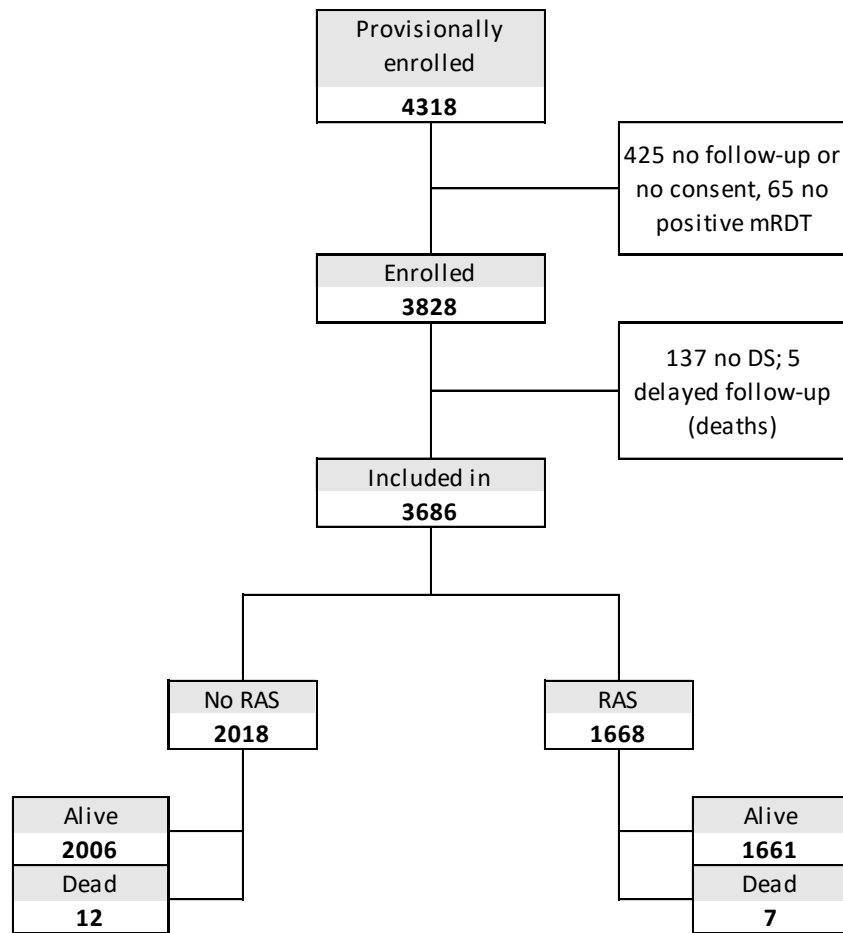 Provisionally
enrolled
4318
425 no follow-up or
no consent, 65 no
positive mRDT
Enrolled
3828
137 no DS; 5
delayed follow-up
(deaths)
Included in
3686
No RAS
2018
RAS
1668
Alive
2006
Dead
12
Alive
1661
Dead
7